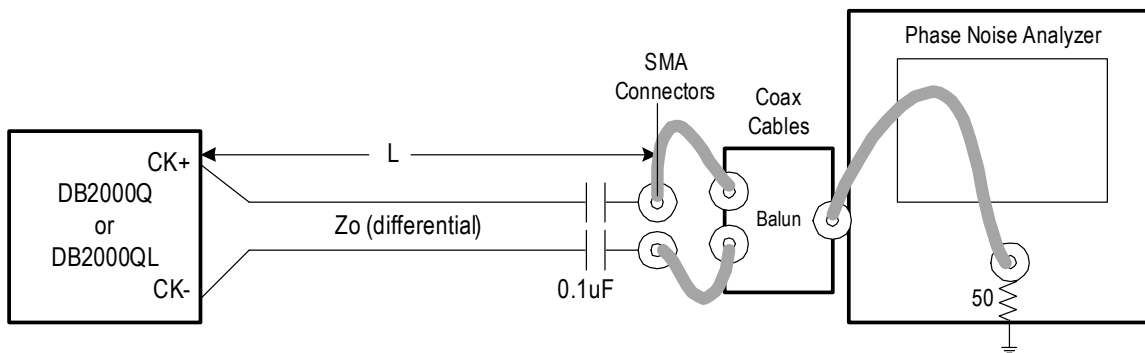 Phase Noise Analyzer
SMA
Connectors
Coax
Cables
L
CK+
DB2000Q
or
DB2000QL
CK-
Zo (differential)
0.1uF
Balun
50